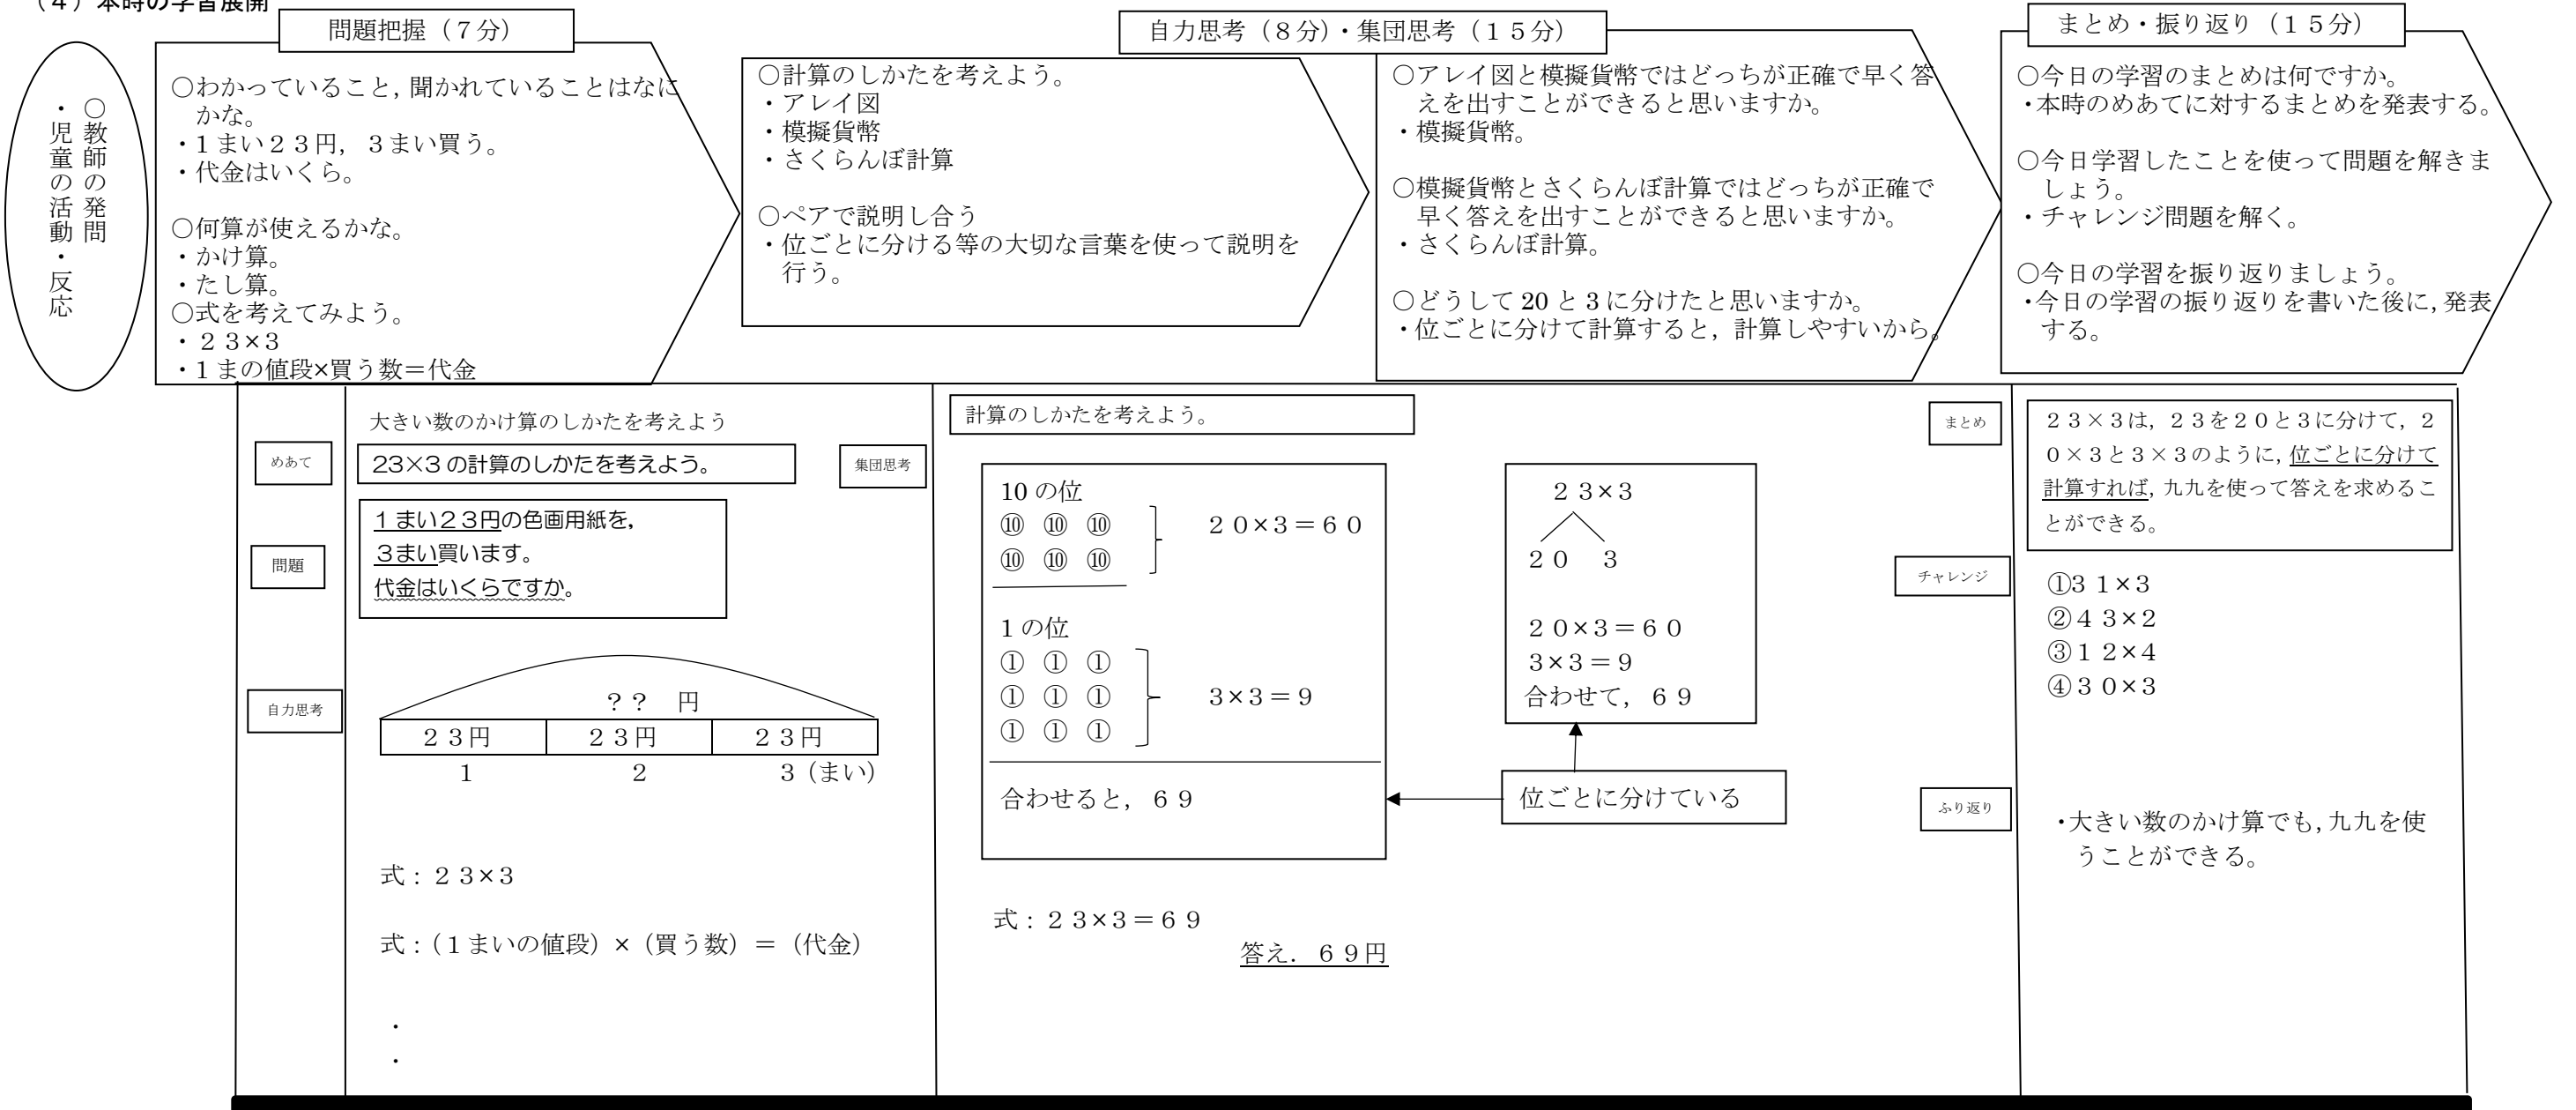 （４）本時の学習展開
○教師の発問
・児童の活動・反応
問題把握（７分）
○わかっていること，聞かれていることはなに
かな。
・１まい２３円，３まい買う。
・代金はいくら。
○何算が使えるかな。
・かけ算。
・たし算。
○式を考えてみよう。
・２３×３
・１まの値段×買う数＝代金
自力思考（８分）・集団思考（１５分）
○計算のしかたを考えよう。
・アレイ図
・模擬貨幣
・さくらんぼ計算
○ペアで説明し合う
・位ごとに分ける等の大切な言葉を使って説明を
行う。
○アレイ図と模擬貨幣ではどっちが正確で早く答
えを出すことができると思いますか。
・模擬貨幣。
○模擬貨幣とさくらんぼ計算ではどっちが正確で
早く答えを出すことができると思いますか。
・さくらんぼ計算。
○どうして 20 と 3 に分けたと思いますか。
・位ごとに分けて計算すると，計算しやすいから。
まとめ・振り返り（１５分）
○今日の学習のまとめは何ですか。
・本時のめあてに対するまとめを発表する。
○今日学習したことを使って問題を解きま
しょう。
・チャレンジ問題を解く。
○今日の学習を振り返りましょう。
・今日の学習の振り返りを書いた後に，発表
する。
大きい数のかけ算のしかたを考えよう
めあて
23×3 の計算のしかたを考えよう。
問題
１まい２３円の色画用紙を，
３まい買います。
代金はいくらですか。
自力思考
？？　円
２３円　２３円　２３円
１　２　３（まい）
式：２３×３
式：（１まいの値段）×（買う数）＝（代金）
・
・
集団思考
計算のしかたを考えよう。
10 の位
⑩ ⑩ ⑩
⑩ ⑩ ⑩
２０×３＝６０
1 の位
① ① ①
① ① ①
① ① ①
３×３＝９
合わせると，６９
２３×３
２０　３
２０×３＝６０
３×３＝９
合わせて，６９
位ごとに分けている
式：２３×３＝６９
答え．６９円
まとめ
２３×３は，２３を２０と３に分けて，２
０×３と３×３のように，位ごとに分けて
計算すれば，九九を使って答えを求めるこ
とができる。
チャレンジ
①３１×３
②４３×２
③１２×４
④３０×３
ふり返り
・大きい数のかけ算でも，九九を使
うことができる。